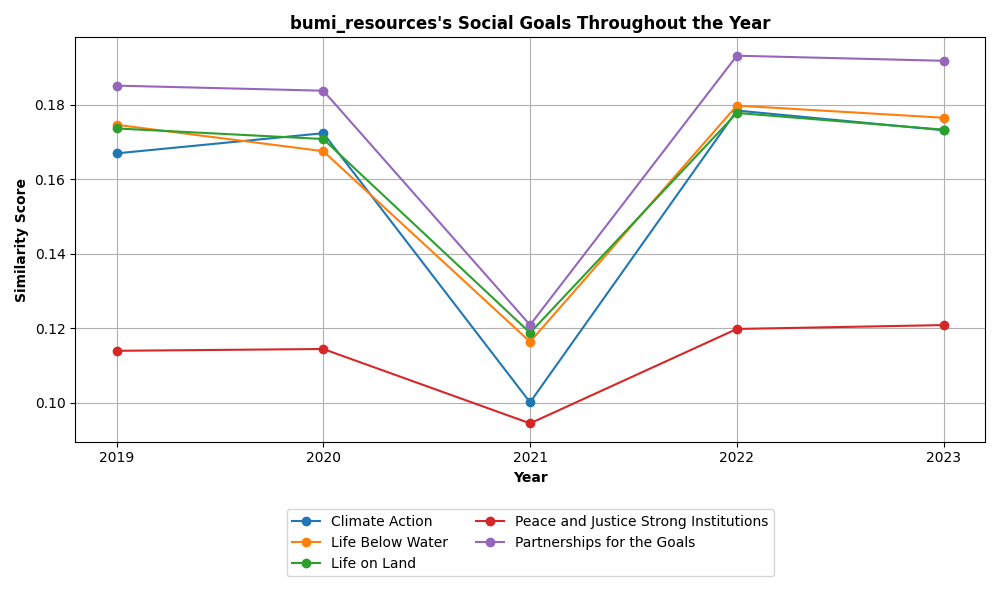 bumi_resources's Social Goals Throughout the Year
Similarity Score
0.18
0.16
0.14
0.12
0.10
2019 2020 2021 2022 2023
Year
Climate Action
Life Below Water
Life on Land
Peace and Justice Strong Institutions
Partnerships for the Goals